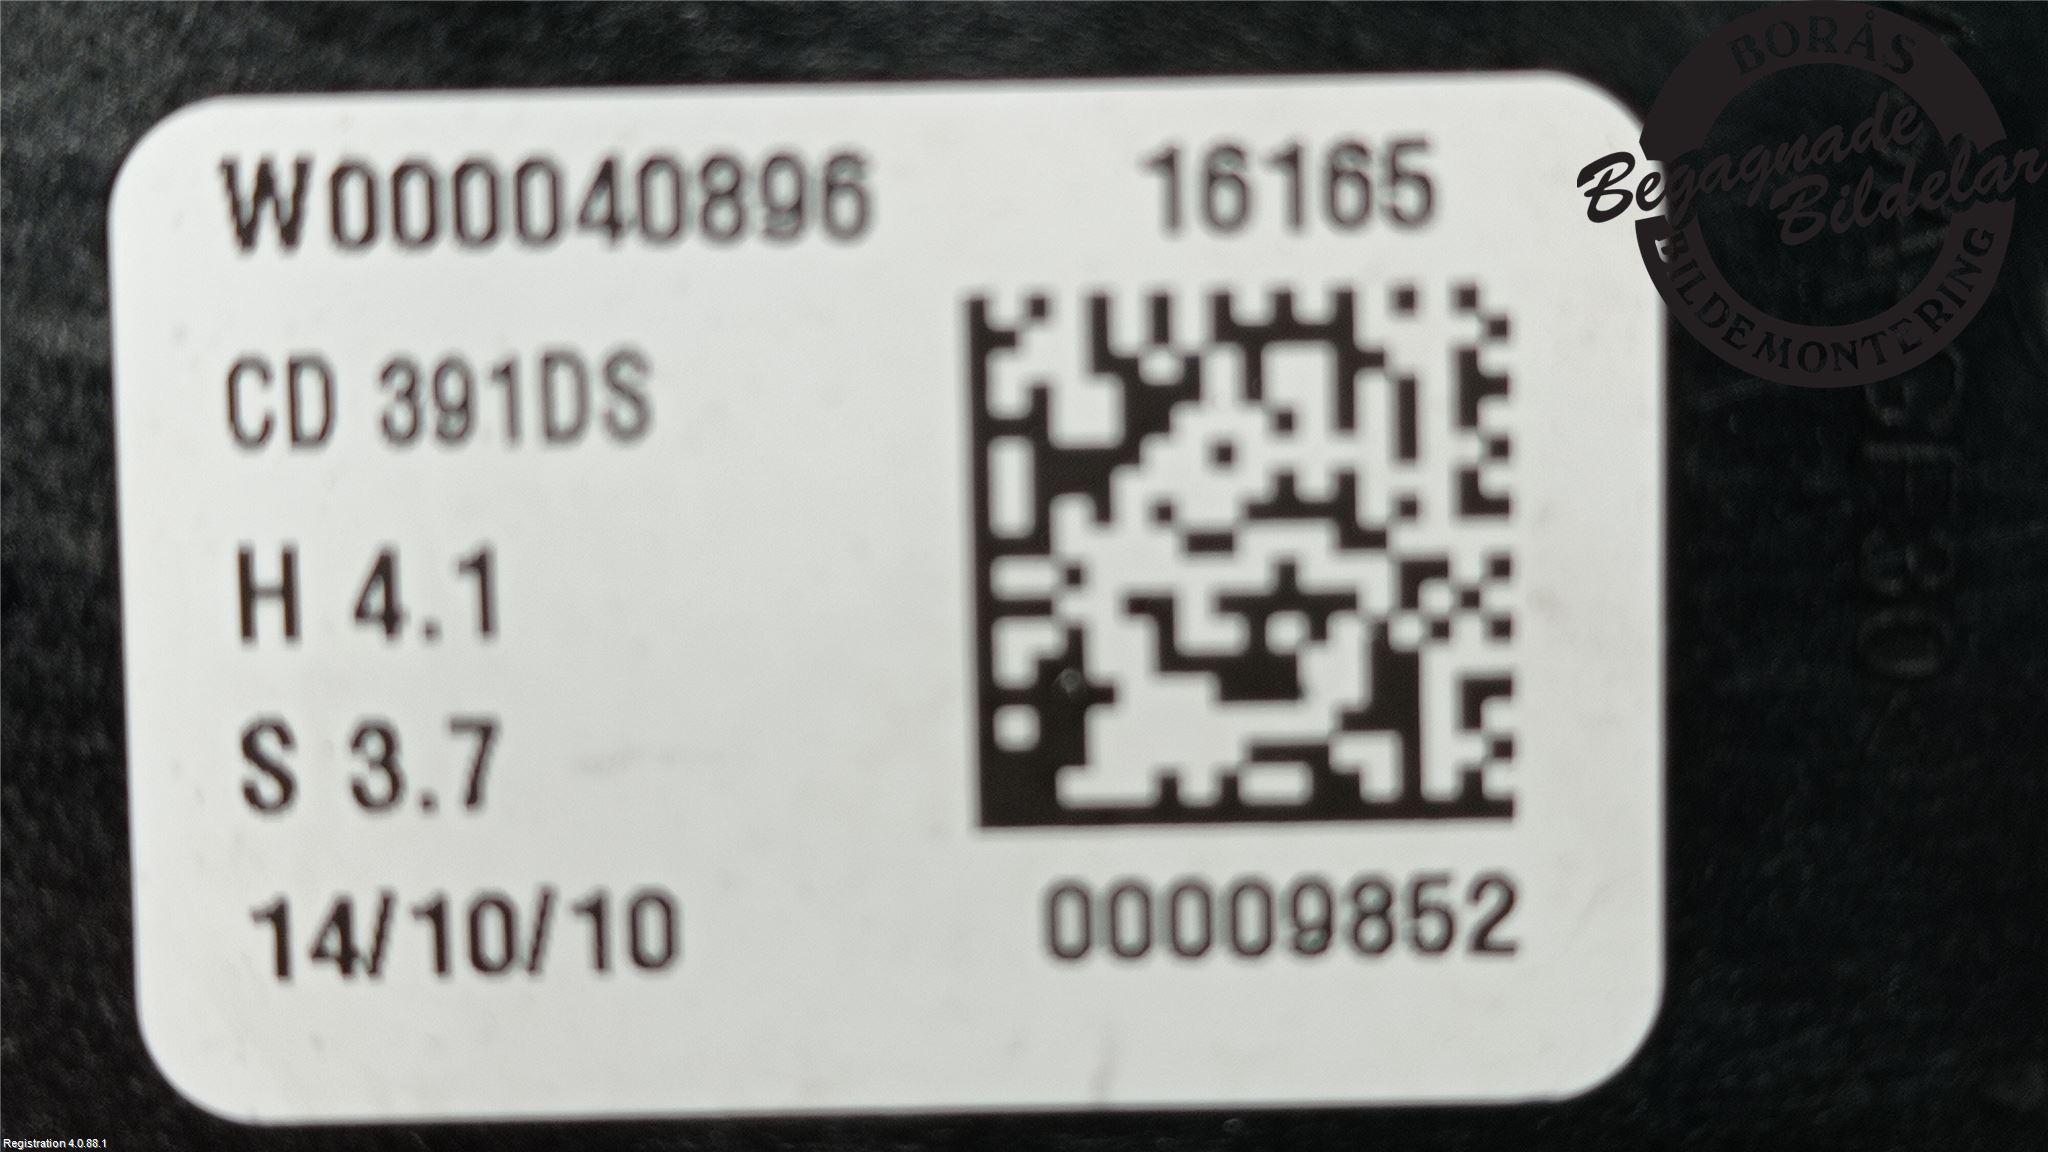 BORÅS
Begagnade
Bildelar
BILDEMONTERING
W000040896 16165
CD 391DS
H 4.1
S 3.7
14/10/10 00009852
Registration 4.0.88.1